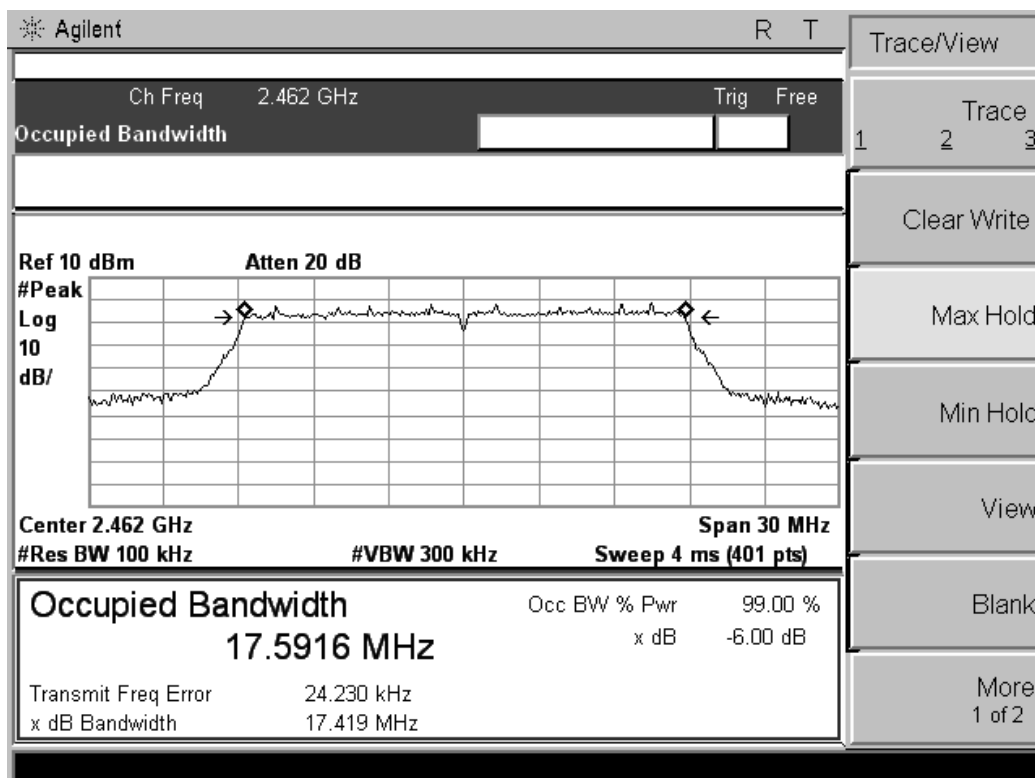 Agilent R T
Trace/View
Ch Freq 2.462 GHz Trig Free
Occupied Bandwidth
Trace
1 2 3
Clear Write
Max Hold
Min Hold
View
Blank
More
1 of 2
Ref 10 dBm Atten 20 dB
#Peak
Log
10
dB/
Center 2.462 GHz Span 30 MHz
#Res BW 100 kHz #VBW 300 kHz Sweep 4 ms (401 pts)
Occupied Bandwidth
17.5916 MHz
Occ BW % Pwr 99.00 %
x dB -6.00 dB
Transmit Freq Error 24.230 kHz
x dB Bandwidth 17.419 MHz